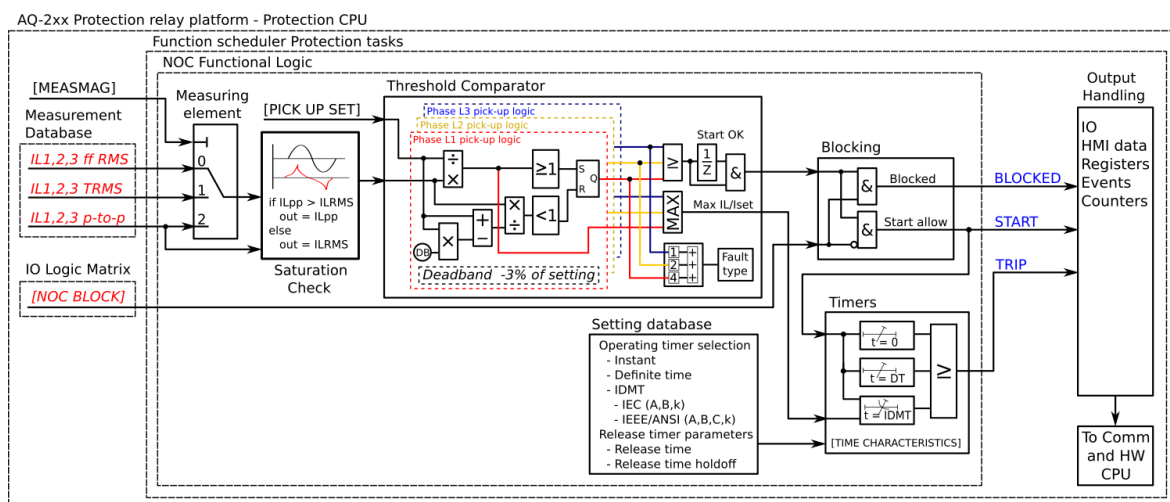 AQ-2xx Protection relay platform - Protection CPU
Function scheduler Protection tasks
NOC Functional Logic
[MEASMAG]
Measurement
Database
IL1,2,3 ff RMS
IL1,2,3 TRMS
IL1,2,3 p-to-p
IO Logic Matrix
[NOC BLOCK]
Measuring
element
0
1
2
[PICK UP SET]
if ILpp > ILRMS
out = ILpp
else
out = ILRMS
Saturation
Check
Threshold Comparator
Phase L3 pick-up logic
Phase L2 pick-up logic
Phase L1 pick-up logic
÷
×
≥1
S
R
Q
+
−
×
÷
<1
DB
×
Deadband -3% of setting
Start OK
≥
1
Z
&
MAX
Max IL/Iset
1 +
2 +
4 +
Fault
type
Blocking
&
Blocked
&
Start allow
BLOCKED
START
TRIP
Setting database
Operating timer selection
- Instant
- Definite time
- IDMT
- IEC (A,B,k)
- IEEE/ANSI (A,B,C,k)
Release timer parameters
- Release time
- Release time holdoff
Timers
t = 0
t = DT
t = IDMT
≥
[TIME CHARACTERISTICS]
Output
Handling
IO
HMI data
Registers
Events
Counters
To Comm
and HW
CPU